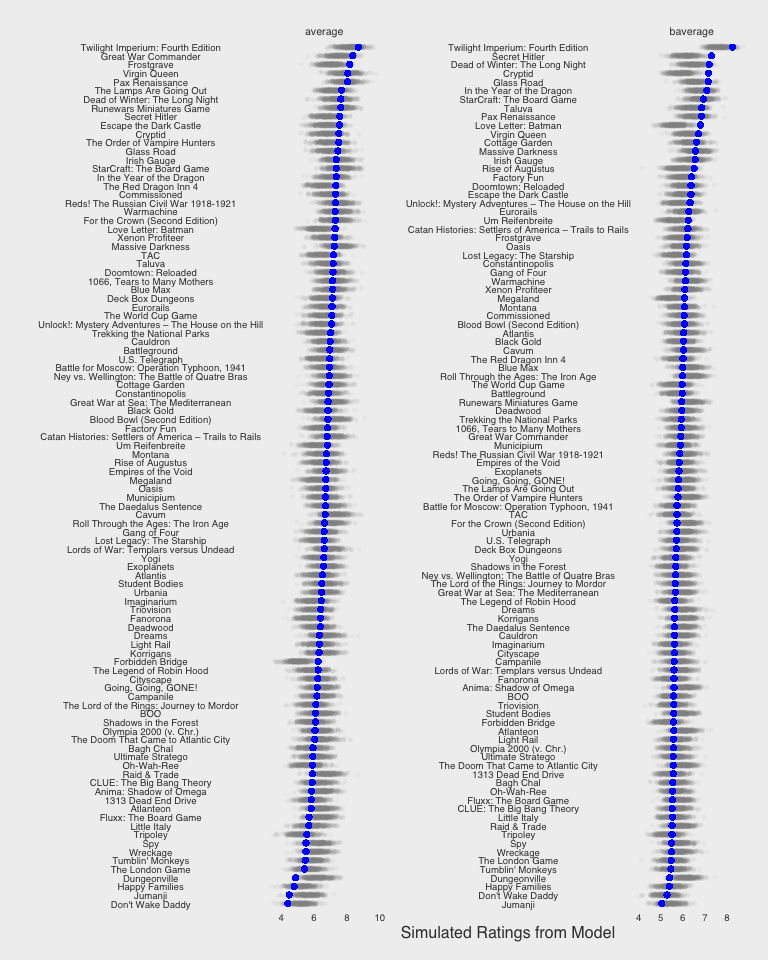 average
Twilight Imperium: Fourth Edition
Great War Commander
Frostgrave
Virgin Queen
Pax Renaissance
The Lamps Are Going Out
Dead of Winter: The Long Night
Runewars Miniatures Game
Secret Hitler
Escape the Dark Castle
Cryptid
The Order of Vampire Hunters
Glass Road
Irish Gauge
StarCraft: The Board Game
In the Year of the Dragon
The Red Dragon Inn 4
Commissioned
Reds! The Russian Civil War 1918-1921
Warmachine
For the Crown (Second Edition)
Love Letter: Batman
Xenon Profiteer
Massive Darkness
TAC
Taluva
Doomtown: Reloaded
1066, Tears to Many Mothers
Blue Max
Deck Box Dungeons
Eurorails
The World Cup Game
Unlock!: Mystery Adventures – The House on the Hill
Trekking the National Parks
Cauldron
Battleground
U.S. Telegraph
Battle for Moscow: Operation Typhoon, 1941
Ney vs. Wellington: The Battle of Quatre Bras
Cottage Garden
Constantinopolis
Great War at Sea: The Mediterranean
Black Gold
Blood Bowl (Second Edition)
Factory Fun
Catan Histories: Settlers of America – Trails to Rails
Um Reifenbreite
Montana
Rise of Augustus
Empires of the Void
Megaland
Oasis
Municipium
The Daedalus Sentence
Cavum
Roll Through the Ages: The Iron Age
Gang of Four
Lost Legacy: The Starship
Lords of War: Templars versus Undead
Yogi
Exoplanets
Atlantis
Student Bodies
Urbania
Imaginarium
Triovision
Fanorona
Deadwood
Dreams
Light Rail
Korrigans
Forbidden Bridge
The Legend of Robin Hood
Cityscape
Going, Going, GONE!
Campanile
The Lord of the Rings: Journey to Mordor
BOO
Shadows in the Forest
Olympia 2000 (v. Chr.)
The Doom That Came to Atlantic City
Bagh Chal
Ultimate Stratego
Oh-Wah-Ree
Raid & Trade
CLUE: The Big Bang Theory
Anima: Shadow of Omega
1313 Dead End Drive
Atlanteon
Fluxx: The Board Game
Little Italy
Tripoley
Spy
Wreckage
Tumblin' Monkeys
The London Game
Dungeonville
Happy Families
Jumanji
Don't Wake Daddy
4 6 8 10
baverage
Twilight Imperium: Fourth Edition
Secret Hitler
Dead of Winter: The Long Night
Cryptid
Glass Road
In the Year of the Dragon
StarCraft: The Board Game
Taluva
Pax Renaissance
Love Letter: Batman
Virgin Queen
Cottage Garden
Massive Darkness
Irish Gauge
Rise of Augustus
Factory Fun
Doomtown: Reloaded
Escape the Dark Castle
Unlock!: Mystery Adventures – The House on the Hill
Eurorails
Um Reifenbreite
Catan Histories: Settlers of America – Trails to Rails
Frostgrave
Oasis
Lost Legacy: The Starship
Constantinopolis
Gang of Four
Warmachine
Xenon Profiteer
Megaland
Montana
Commissioned
Blood Bowl (Second Edition)
Atlantis
Black Gold
Cavum
The Red Dragon Inn 4
Blue Max
Roll Through the Ages: The Iron Age
The World Cup Game
Battleground
Runewars Miniatures Game
Deadwood
Trekking the National Parks
1066, Tears to Many Mothers
Great War Commander
Municipium
Reds! The Russian Civil War 1918-1921
Empires of the Void
Exoplanets
Going, Going, GONE!
The Lamps Are Going Out
The Order of Vampire Hunters
Battle for Moscow: Operation Typhoon, 1941
TAC
For the Crown (Second Edition)
Urbania
U.S. Telegraph
Deck Box Dungeons
Yogi
Shadows in the Forest
Ney vs. Wellington: The Battle of Quatre Bras
The Lord of the Rings: Journey to Mordor
Great War at Sea: The Mediterranean
The Legend of Robin Hood
Dreams
Korrigans
The Daedalus Sentence
Cauldron
Imaginarium
Cityscape
Campanile
Lords of War: Templars versus Undead
Fanorona
Anima: Shadow of Omega
BOO
Triovision
Student Bodies
Forbidden Bridge
Atlanteon
Light Rail
Olympia 2000 (v. Chr.)
Ultimate Stratego
The Doom That Came to Atlantic City
1313 Dead End Drive
Bagh Chal
Oh-Wah-Ree
Fluxx: The Board Game
CLUE: The Big Bang Theory
Little Italy
Raid & Trade
Tripoley
Spy
Wreckage
The London Game
Tumblin' Monkeys
Dungeonville
Happy Families
Don't Wake Daddy
Jumanji
4 5 6 7 8
Simulated Ratings from Model